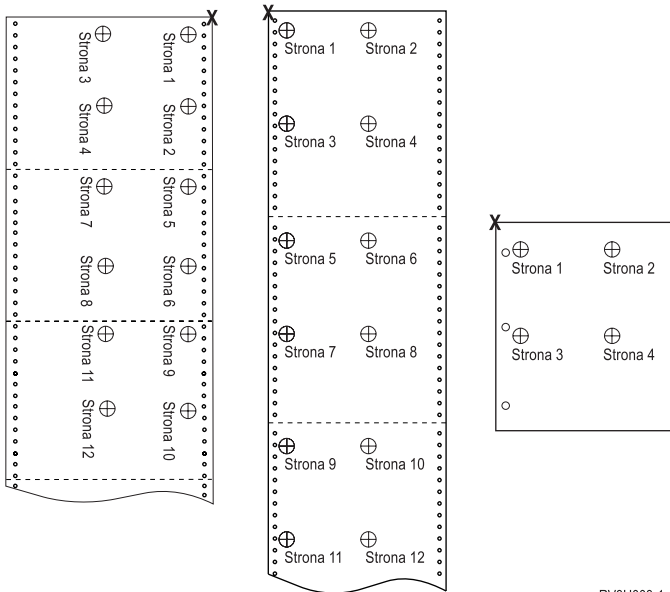 X
Strona 1
Strona 2
Strona 3
Strona 4
Strona 5
Strona 6
Strona 7
Strona 8
Strona 9
Strona 10
Strona 11
Strona 12
X
Strona 1 Strona 2
Strona 3 Strona 4
Strona 5 Strona 6
Strona 7 Strona 8
Strona 9 Strona 10
Strona 11 Strona 12
X
Strona 1 Strona 2
Strona 3 Strona 4